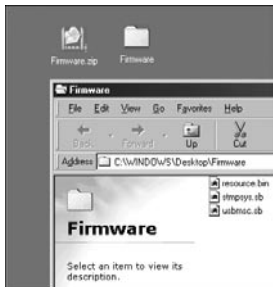 Firmware.zip Firmware
Firmware
File Edit View Go Favorites Help
Back Forward Up Cut
Address C:\WINDOWS\Desktop\Firmware
resource.bin
stmpsys.sb
usbmsc.sb
Firmware
Select an item to view its
description.